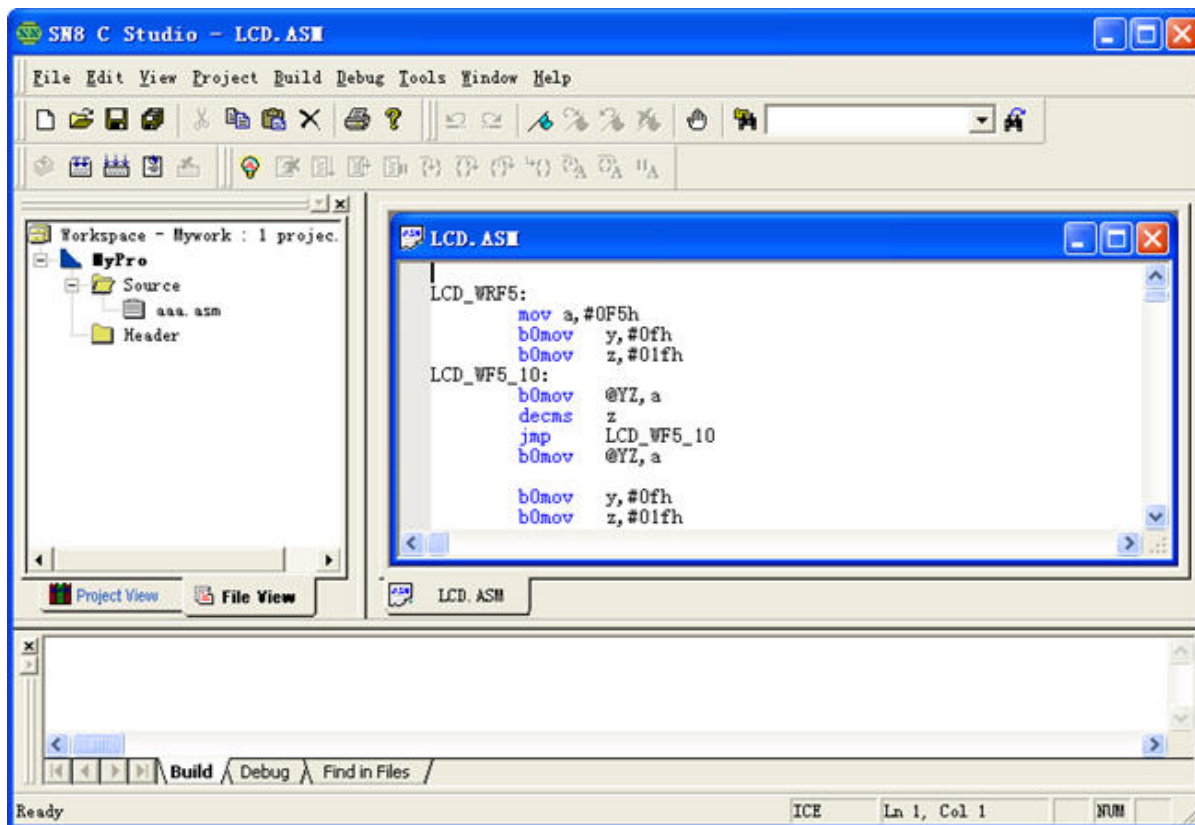 SN8 C Studio - LCD.ASM
File Edit View Project Build Debug Tools Window Help
Workspace - Mywork : 1 projec.
MyPro
Source
aaa.asm
Header
Project View File View
LCD.ASM
LCD_WRF5:
mov a,#0F5h
b0mov y,#0fh
b0mov z,#01fh
LCD_WF5_10:
b0mov @YZ,a
decms z
jmp LCD_WF5_10
b0mov @YZ,a
b0mov y,#0fh
b0mov z,#01fh
LCD.ASM
Build Debug Find in Files
Ready ICE Ln 1, Col 1 NUM